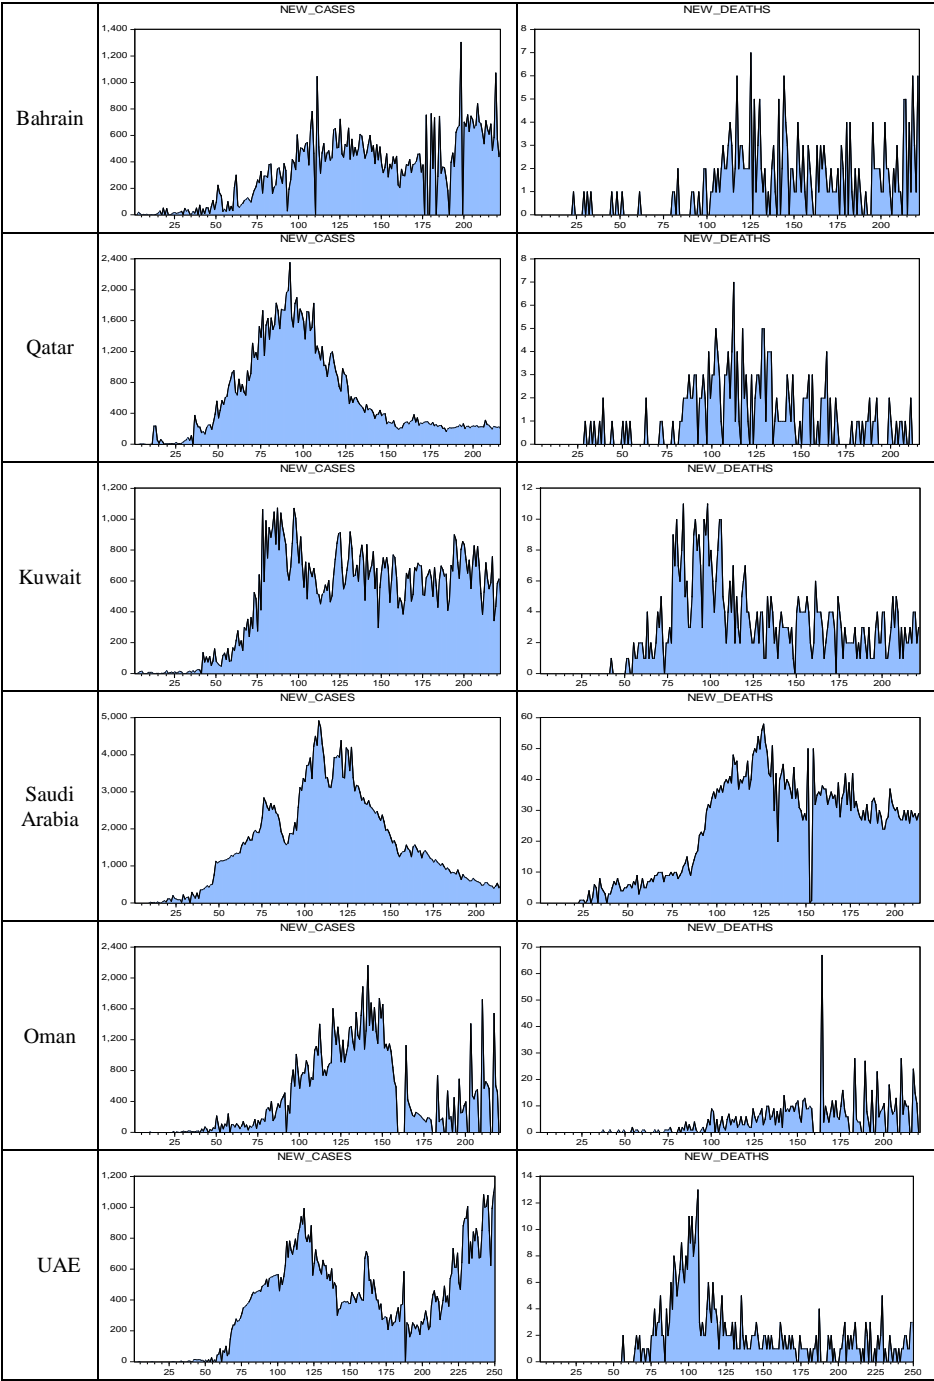 Bahrain
NEW_CASES
1,400
1,200
1,000
800
600
400
200
0
25 50 75 100 125 150 175 200
NEW_DEATHS
8
7
6
5
4
3
2
1
0
25 50 75 100 125 150 175 200
Qatar
NEW_CASES
2,400
2,000
1,600
1,200
800
400
0
25 50 75 100 125 150 175 200
NEW_DEATHS
8
7
6
5
4
3
2
1
0
25 50 75 100 125 150 175 200
Kuwait
NEW_CASES
1,200
1,000
800
600
400
200
0
25 50 75 100 125 150 175 200
NEW_DEATHS
12
10
8
6
4
2
0
25 50 75 100 125 150 175 200
Saudi
Arabia
NEW_CASES
5,000
4,000
3,000
2,000
1,000
0
25 50 75 100 125 150 175 200
NEW_DEATHS
60
50
40
30
20
10
0
25 50 75 100 125 150 175 200
Oman
NEW_CASES
2,400
2,000
1,600
1,200
800
400
0
25 50 75 100 125 150 175 200
NEW_DEATHS
70
60
50
40
30
20
10
0
25 50 75 100 125 150 175 200
UAE
NEW_CASES
1,200
1,000
800
600
400
200
0
25 50 75 100 125 150 175 200 225 250
NEW_DEATHS
14
12
10
8
6
4
2
0
25 50 75 100 125 150 175 200 225 250